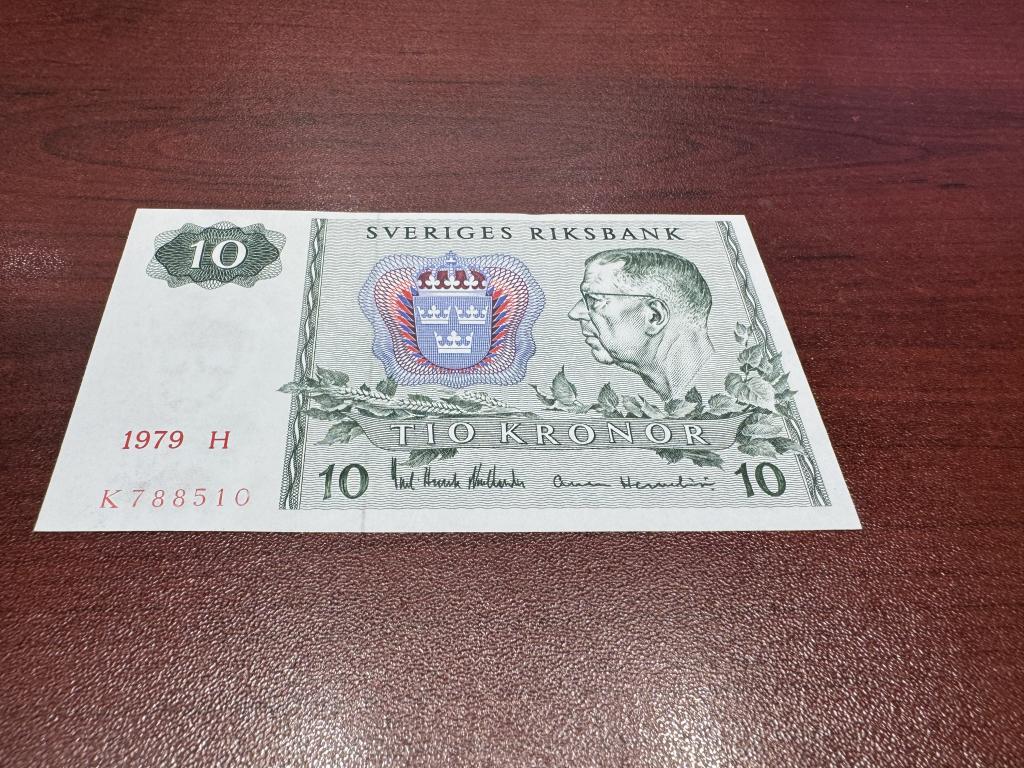 10
SVERIGES RIKSBANK
TIO KRONOR
1979 H
K788510
10
10